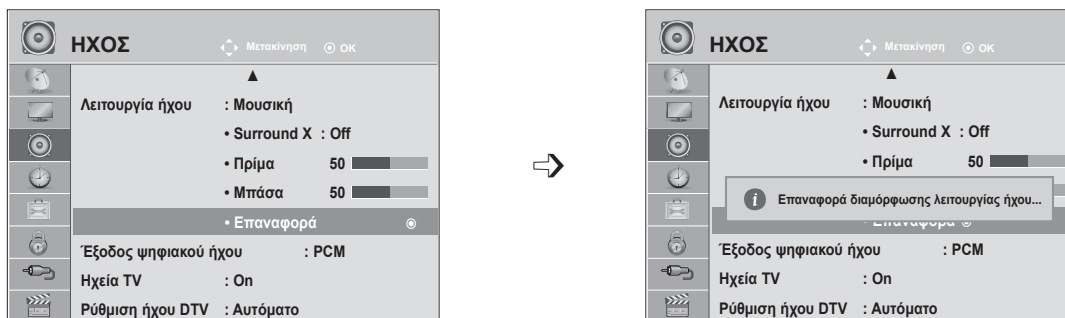 ΗΧΟΣ Μετακίνηση OK
▲
Λειτουργία ήχου : Μουσική
• Surround X : Off
• Πρίμα 50
• Μπάσα 50
• Επαναφορά
Έξοδος ψηφιακού ήχου : PCM
Ηχεία TV : On
Ρύθμιση ήχου DTV : Αυτόματο
ΗΧΟΣ Μετακίνηση OK
▲
Λειτουργία ήχου : Μουσική
• Surround X : Off
• Πρίμα 50
i Επαναφορά διαμόρφωσης λειτουργίας ήχου...
• Επαναφορά
Έξοδος ψηφιακού ήχου : PCM
Ηχεία TV : On
Ρύθμιση ήχου DTV : Αυτόματο